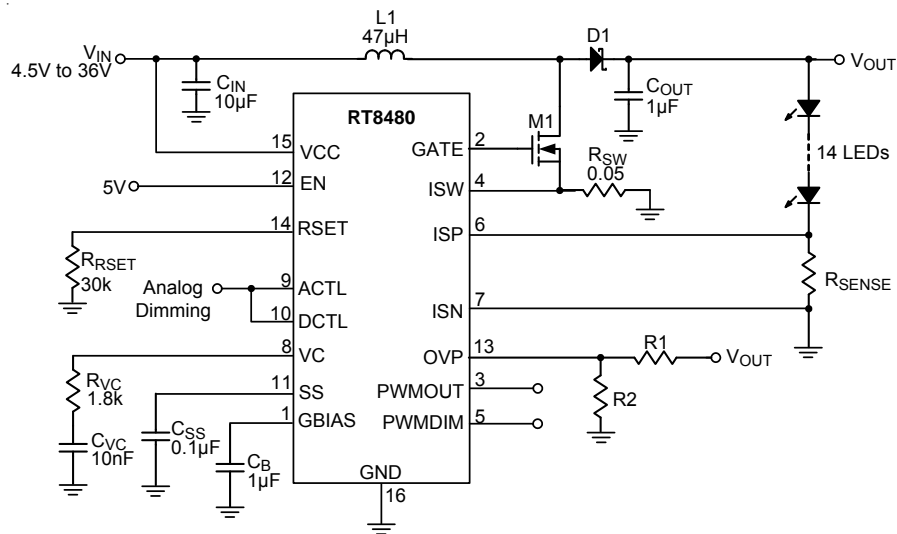 L1
47µH
D1
VIN
4.5V to 36V
VOUT
CIN
10µF
COUT
1µF
RT8480
M1
15
VCC
GATE
2
14 LEDs
RSW
0.05
5V
12
EN
ISW
4
14
RSET
ISP
6
RRSET
30k
Analog
Dimming
9
ACTL
RSENSE
10
DCTL
ISN
7
8
VC
OVP
13
R1
VOUT
RVC
1.8k
11
SS
PWMOUT
3
R2
1
GBIAS
PWMDIM
5
CVC
10nF
CSS
0.1µF
CB
1µF
GND
16